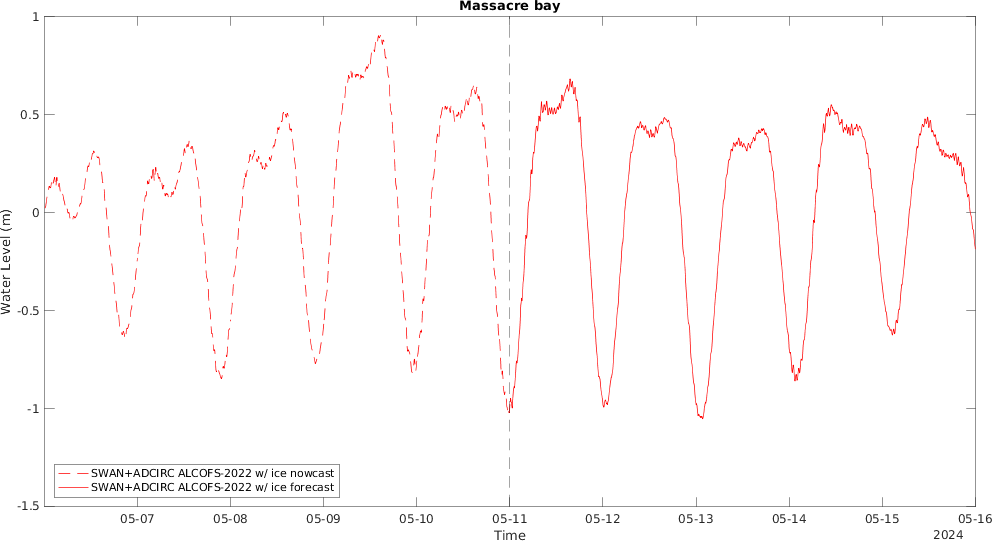 Massacre bay
Water Level (m)
1
0.5
0
-0.5
-1
-1.5
SWAN+ADCIRC ALCOFS-2022 w/ ice nowcast
SWAN+ADCIRC ALCOFS-2022 w/ ice forecast
05-07 05-08 05-09 05-10 05-11 05-12 05-13 05-14 05-15 05-16
Time
2024